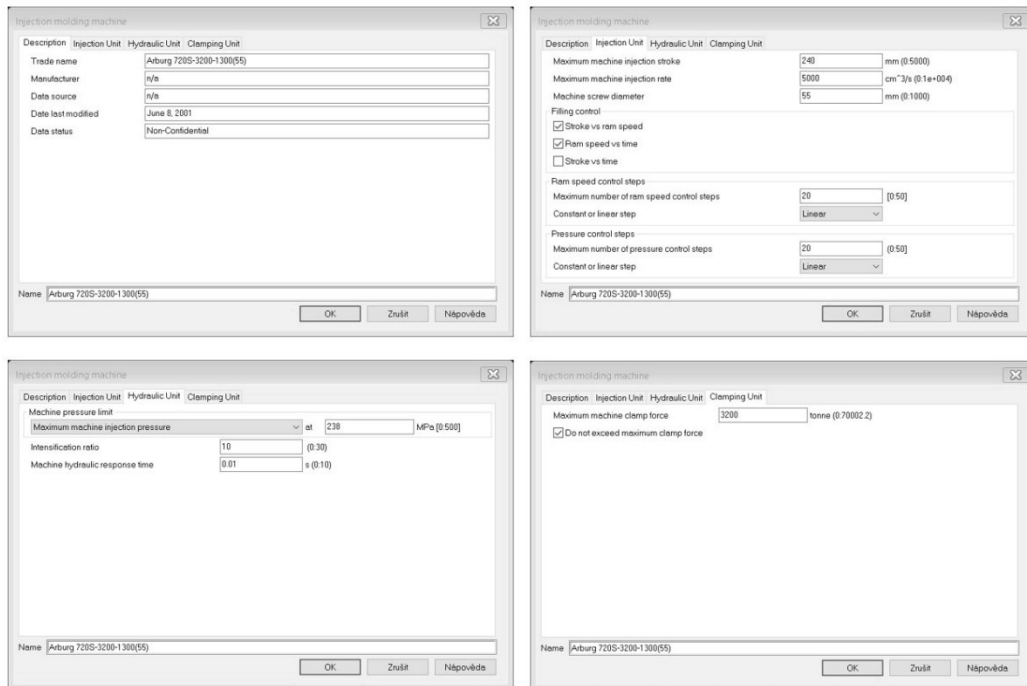 Injection molding machine
Description Injection Unit Hydraulic Unit Clamping Unit
Trade name Arburg 720S-3200-1300(55)
Manufacturer n/a
Data source n/a
Date last modified June 8, 2001
Data status Non-Confidential
Name Arburg 720S-3200-1300(55)
OK Zrušit Nápověda
Injection molding machine
Description Injection Unit Hydraulic Unit Clamping Unit
Maximum machine injection stroke 240 mm (0:5000)
Maximum machine injection rate 5000 cm^3/s (0:1e+004)
Machine screw diameter 55 mm (0:1000)
Filling control
Stroke vs ram speed
Ram speed vs time
Stroke vs time
Ram speed control steps
Maximum number of ram speed control steps 20 [0:50]
Constant or linear step Linear
Pressure control steps
Maximum number of pressure control steps 20 (0:50]
Constant or linear step Linear
Name Arburg 720S-3200-1300(55)
OK Zrušit Nápověda
Injection molding machine
Description Injection Unit Hydraulic Unit Clamping Unit
Machine pressure limit
Maximum machine injection pressure at 238 MPa [0:500]
Intensification ratio 10 (0:30)
Machine hydraulic response time 0.01 s (0:10)
Name Arburg 720S-3200-1300(55)
OK Zrušit Nápověda
Injection molding machine
Description Injection Unit Hydraulic Unit Clamping Unit
Maximum machine clamp force 3200 tonne (0:70002.2)
Do not exceed maximum clamp force
Name Arburg 720S-3200-1300(55)
OK Zrušit Nápověda